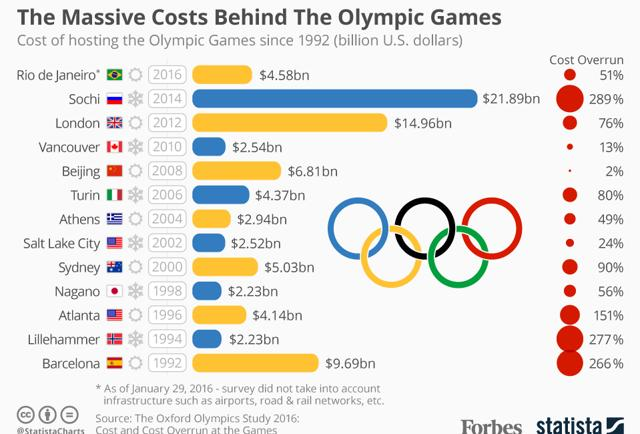 The Massive Costs Behind The Olympic Games
Cost of hosting the Olympic Games since 1992 (billion U.S. dollars)
Cost Overrun
Rio de Janeiro* 2016 $4.58bn 51%
Sochi 2014 $21.89bn 289%
London 2012 $14.96bn 76%
Vancouver 2010 $2.54bn 13%
Beijing 2008 $6.81bn 2%
Turin 2006 $4.37bn 80%
Athens 2004 $2.94bn 49%
Salt Lake City 2002 $2.52bn 24%
Sydney 2000 $5.03bn 90%
Nagano 1998 $2.23bn 56%
Atlanta 1996 $4.14bn 151%
Lillehammer 1994 $2.23bn 277%
Barcelona 1992 $9.69bn 266%
* As of January 29, 2016 - survey did not take into account
infrastructure such as airports, road & rail networks, etc.
cc
@StatistaCharts
Source: The Oxford Olympics Study 2016:
Cost and Cost Overrun at the Games
Forbes statista